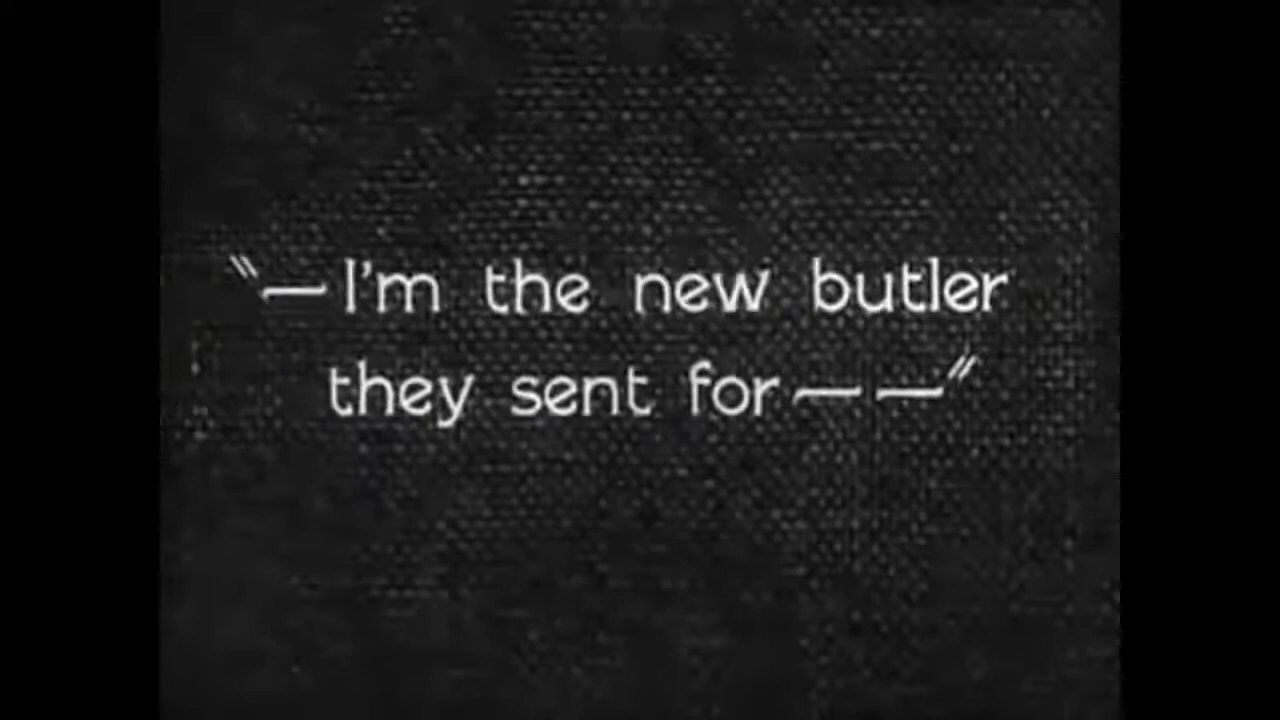 "—I'm the new butler
they sent for— —"